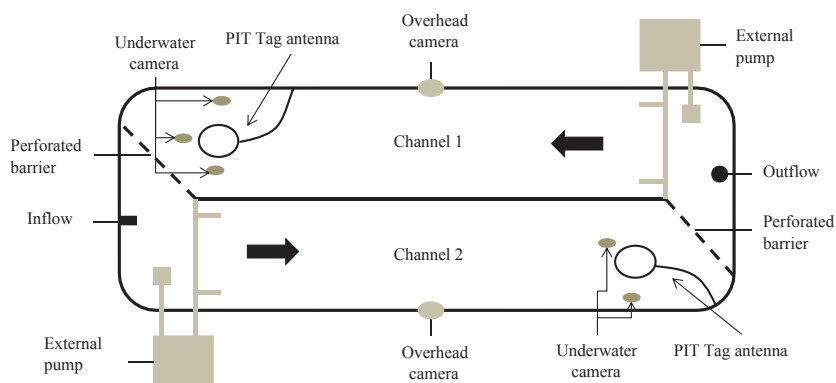 Overhead
camera
External
pump
Underwater
camera
PIT Tag antenna
Perforated
barrier
Channel 1
Outflow
Inflow
Perforated
barrier
Channel 2
External
pump
Overhead
camera
Underwater
camera
PIT Tag antenna